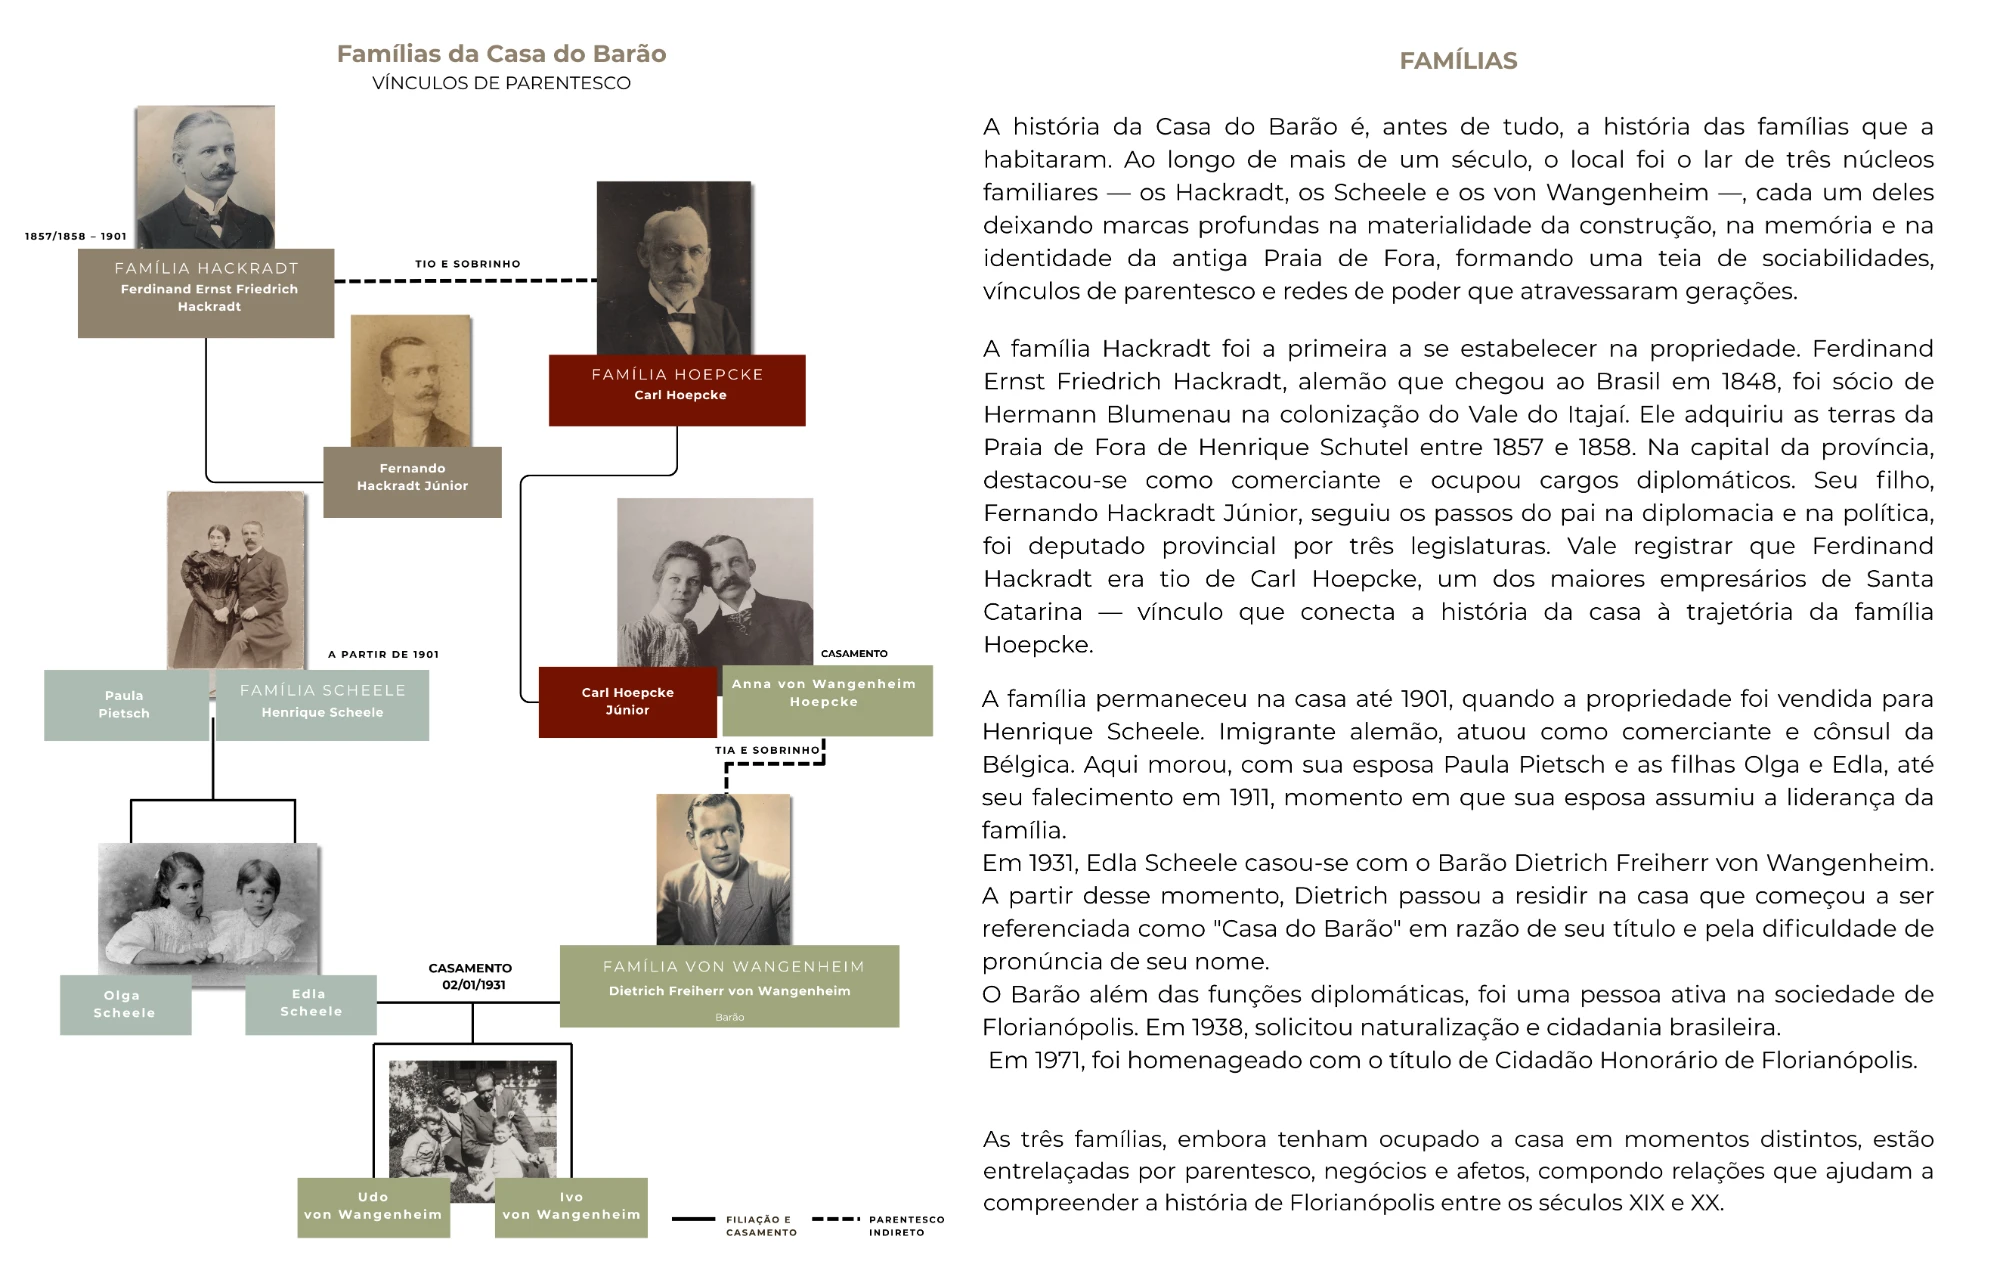 Famílias da Casa do Barão
VÍNCULOS DE PARENTESCO
1857/1858 – 1901
FAMÍLIA HACKRADT
Ferdinand Ernst Friedrich
Hackradt
TIO E SOBRINHO
FAMÍLIA HOEPCKE
Carl Hoepcke
Fernando
Hackradt Júnior
A PARTIR DE 1901
Paula
Pietsch
FAMÍLIA SCHEELE
Henrique Scheele
CASAMENTO
Carl Hoepcke
Júnior
Anna von Wangenheim
Hoepcke
TIA E SOBRINHO
Olga
Scheele
Edla
Scheele
CASAMENTO
02/01/1931
FAMÍLIA VON WANGENHEIM
Dietrich Freiherr von Wangenheim
Barão
Udo
von Wangenheim
Ivo
von Wangenheim
FILIAÇÃO E
CASAMENTO
PARENTESCO
INDIRETO
FAMÍLIAS
A história da Casa do Barão é, antes de tudo, a história das famílias que a
habitaram. Ao longo de mais de um século, o local foi o lar de três núcleos
familiares — os Hackradt, os Scheele e os von Wangenheim —, cada um deles
deixando marcas profundas na materialidade da construção, na memória e na
identidade da antiga Praia de Fora, formando uma teia de sociabilidades,
vínculos de parentesco e redes de poder que atravessaram gerações.
A família Hackradt foi a primeira a se estabelecer na propriedade. Ferdinand
Ernst Friedrich Hackradt, alemão que chegou ao Brasil em 1848, foi sócio de
Hermann Blumenau na colonização do Vale do Itajaí. Ele adquiriu as terras da
Praia de Fora de Henrique Schutel entre 1857 e 1858. Na capital da província,
destacou-se como comerciante e ocupou cargos diplomáticos. Seu filho,
Fernando Hackradt Júnior, seguiu os passos do pai na diplomacia e na política,
foi deputado provincial por três legislaturas. Vale registrar que Ferdinand
Hackradt era tio de Carl Hoepcke, um dos maiores empresários de Santa
Catarina — vínculo que conecta a história da casa à trajetória da família
Hoepcke.
A família permaneceu na casa até 1901, quando a propriedade foi vendida para
Henrique Scheele. Imigrante alemão, atuou como comerciante e cônsul da
Bélgica. Aqui morou, com sua esposa Paula Pietsch e as filhas Olga e Edla, até
seu falecimento em 1911, momento em que sua esposa assumiu a liderança da
família.
Em 1931, Edla Scheele casou-se com o Barão Dietrich Freiherr von Wangenheim.
A partir desse momento, Dietrich passou a residir na casa que começou a ser
referenciada como "Casa do Barão" em razão de seu título e pela dificuldade de
pronúncia de seu nome.
O Barão além das funções diplomáticas, foi uma pessoa ativa na sociedade de
Florianópolis. Em 1938, solicitou naturalização e cidadania brasileira.
Em 1971, foi homenageado com o título de Cidadão Honorário de Florianópolis.
As três famílias, embora tenham ocupado a casa em momentos distintos, estão
entrelaçadas por parentesco, negócios e afetos, compondo relações que ajudam a
compreender a história de Florianópolis entre os séculos XIX e XX.